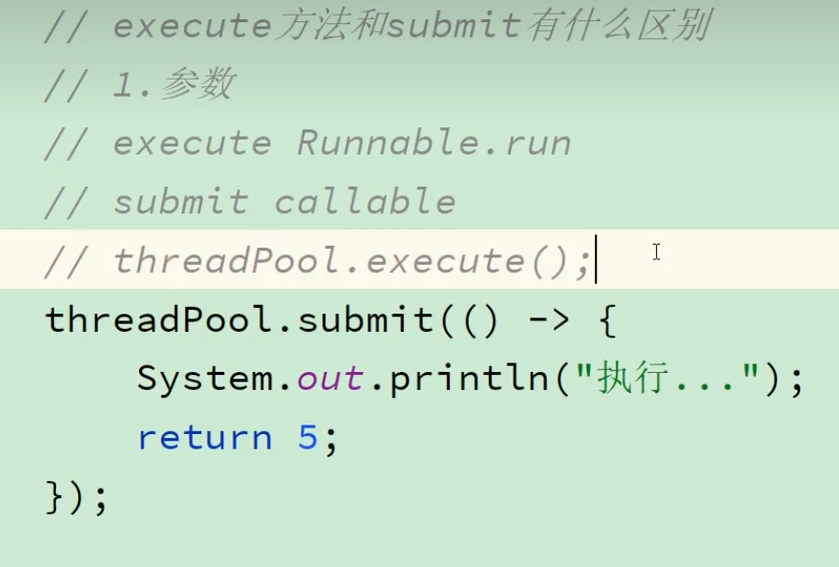 // execute方法和submit有什么区别
// 1.参数
// execute Runnable.run
// submit callable
// threadPool.execute();
threadPool.submit(() -> {
    System.out.println("执行...");
    return 5;
});